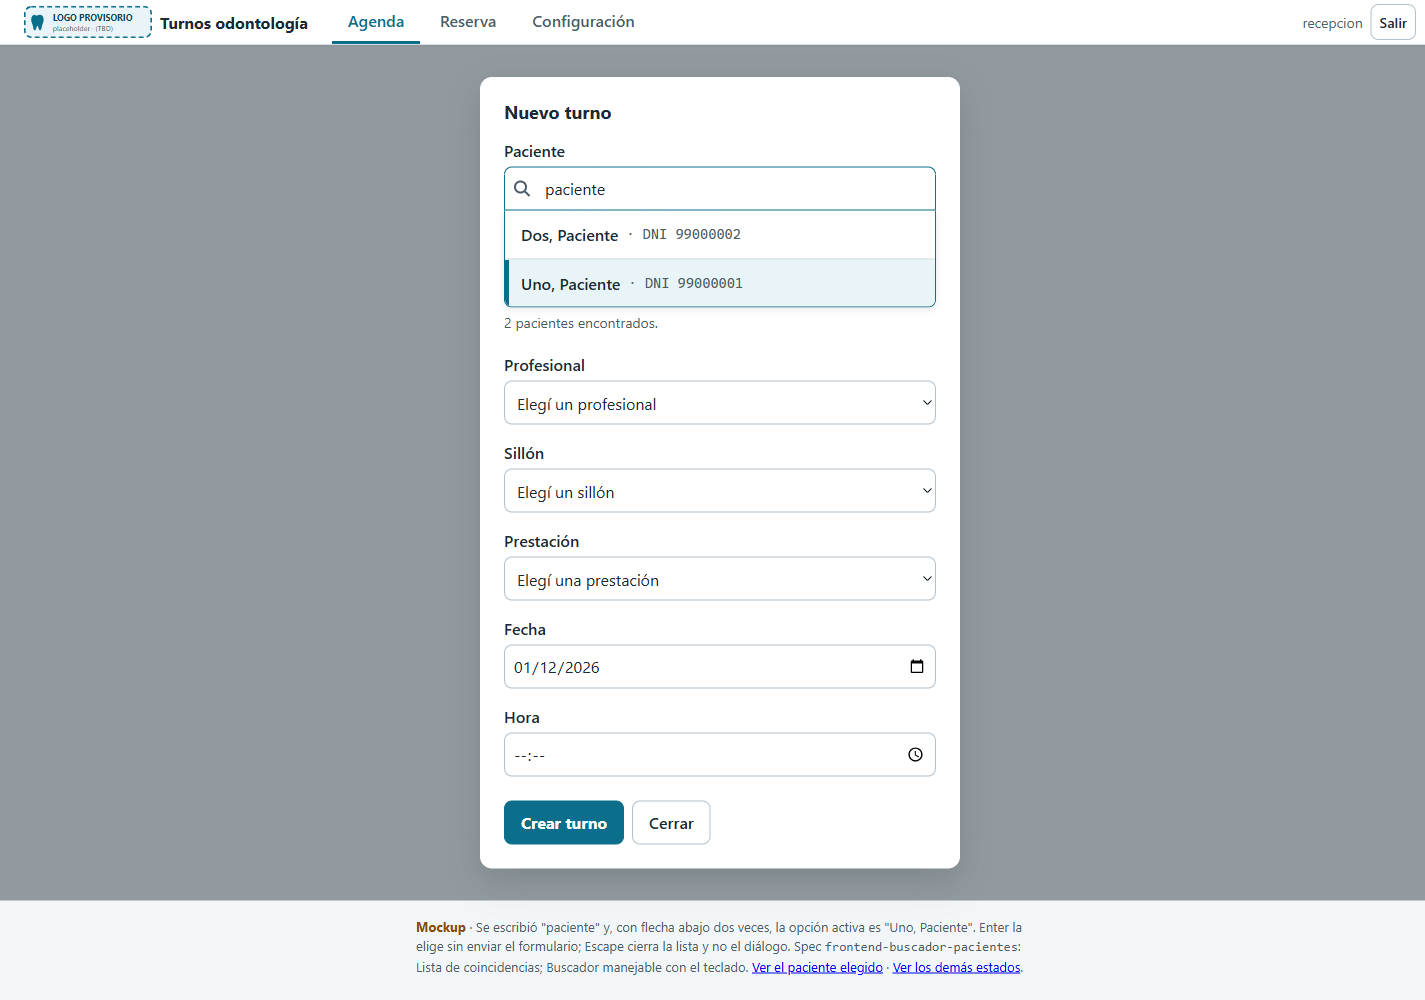 LOGO PROVISORIO
placeholder · (TBD)
Turnos odontología
Agenda
Reserva
Configuración
recepcion
Salir
Nuevo turno
Paciente
paciente
Dos, Paciente · DNI 99000002
Uno, Paciente · DNI 99000001
2 pacientes encontrados.
Profesional
Elegí un profesional
Sillón
Elegí un sillón
Prestación
Elegí una prestación
Fecha
01/12/2026
Hora
--:--
Crear turno
Cerrar
Mockup · Se escribió "paciente" y, con flecha abajo dos veces, la opción activa es "Uno, Paciente". Enter la
elige sin enviar el formulario; Escape cierra la lista y no el diálogo. Spec frontend-buscador-pacientes:
Lista de coincidencias; Buscador manejable con el teclado. Ver el paciente elegido · Ver los demás estados.